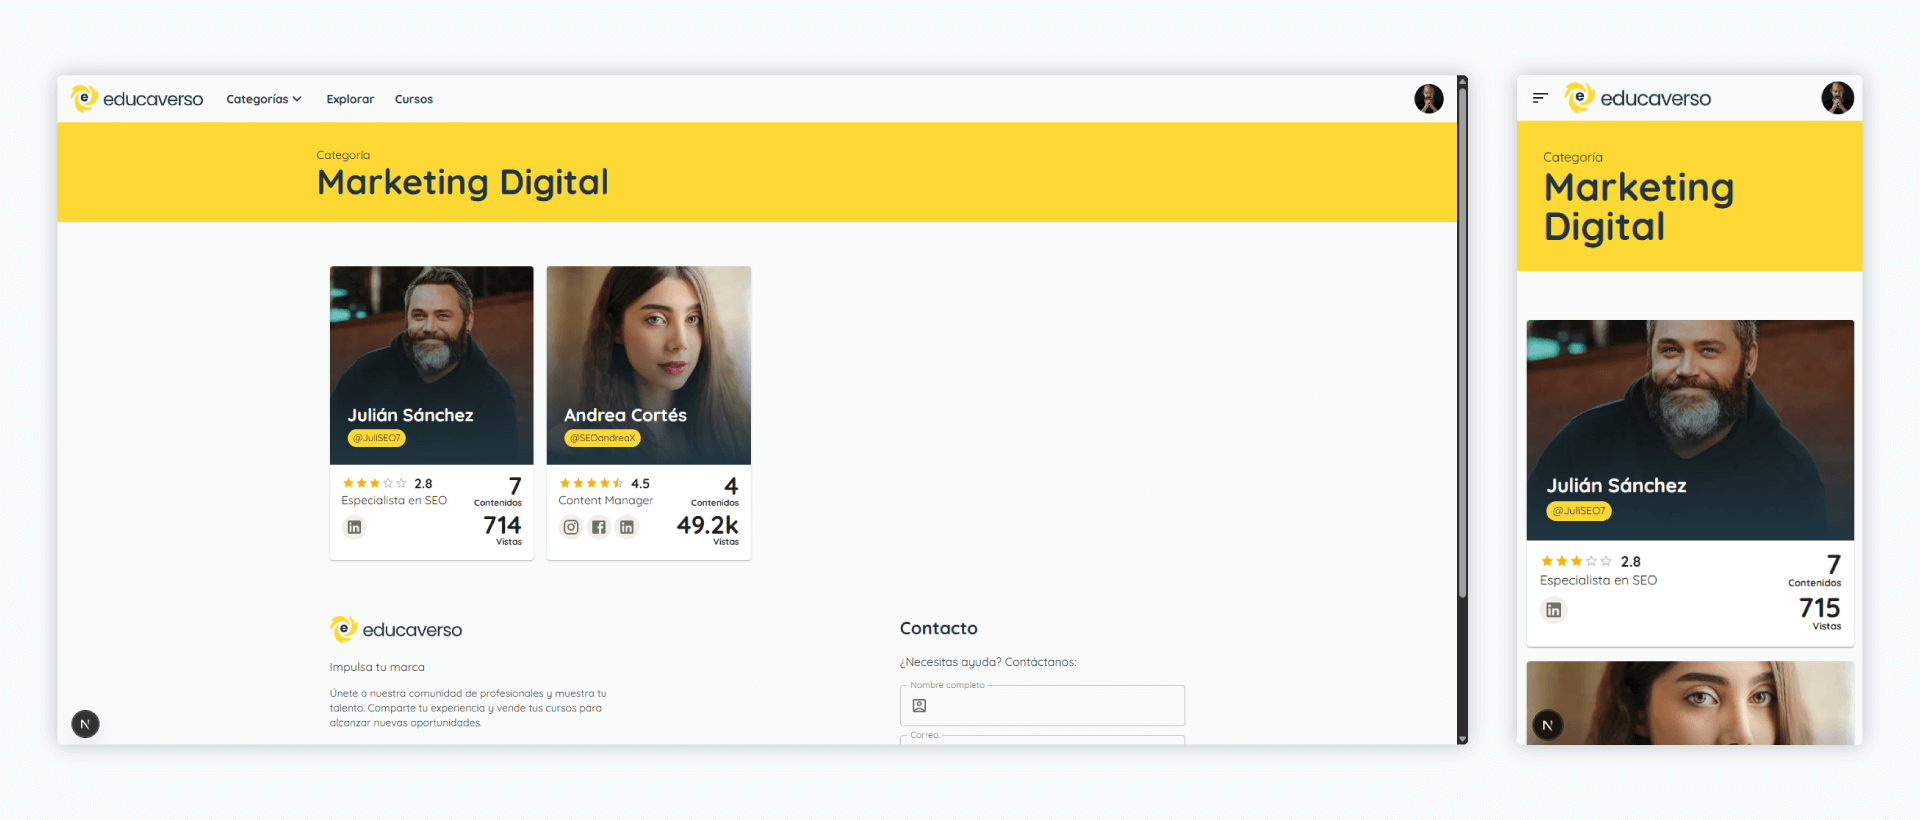 educaverso
Categorías
Explorar
Cursos
Categoría
Marketing Digital
Julián Sánchez
@JuliSEO7
2.8
Especialista en SEO
7
Contenidos
714
Vistas
Andrea Cortés
@SEOandreaX
4.5
Content Manager
4
Contenidos
49.2k
Vistas
educaverso
Impulsa tu marca
Únete a nuestra comunidad de profesionales y muestra tu
talento. Comparte tu experiencia y vende tus cursos para
alcanzar nuevas oportunidades.
N
Contacto
¿Necesitas ayuda? Contáctanos:
Nombre completo
Correo
educaverso
Categoría
Marketing
Digital
Julián Sánchez
@JuliSEO7
2.8
Especialista en SEO
7
Contenidos
715
Vistas
N